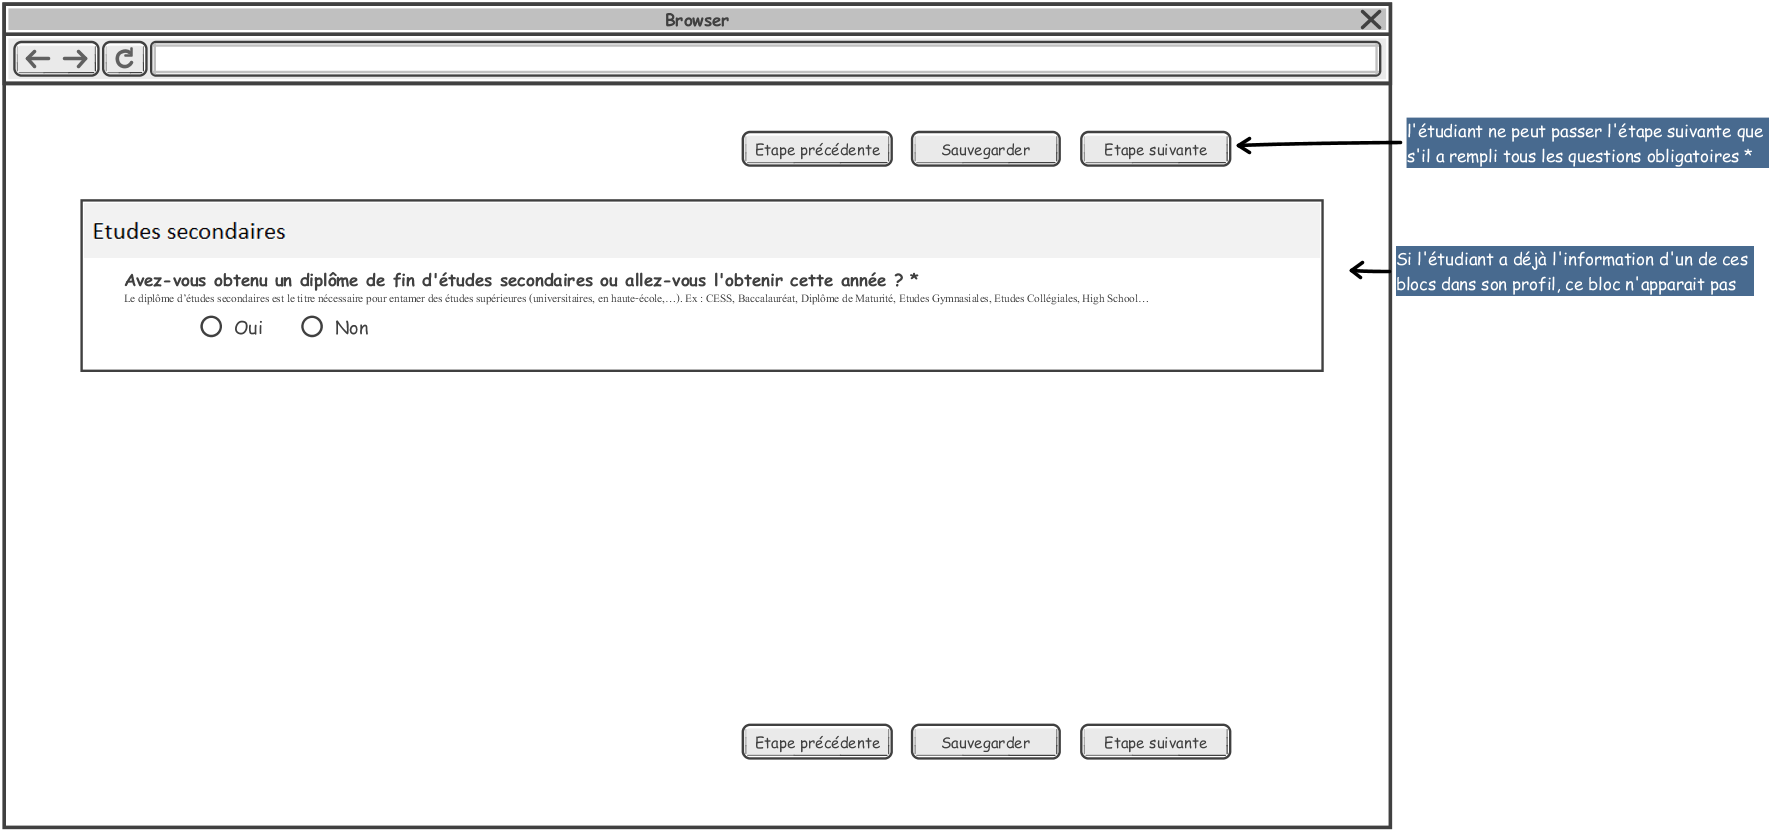 Browser
Etape précédente
Sauvegarder
Etape suivante
l'étudiant ne peut passer l'étape suivante que
s'il a rempli tous les questions obligatoires *
Etudes secondaires
Avez-vous obtenu un diplôme de fin d'études secondaires ou allez-vous l'obtenir cette année ? *
Le diplôme d'études secondaires est le titre nécessaire pour entamer des études supérieures (universitaires, en haute-école,...). Ex : CESS, Baccalauréat, Diplôme de Maturité, Etudes Gymnasiales, Etudes Collégiales, High School...
Oui
Non
Si l'étudiant a déjà l'information d'un de ces
blocs dans son profil, ce bloc n'apparait pas
Etape précédente
Sauvegarder
Etape suivante